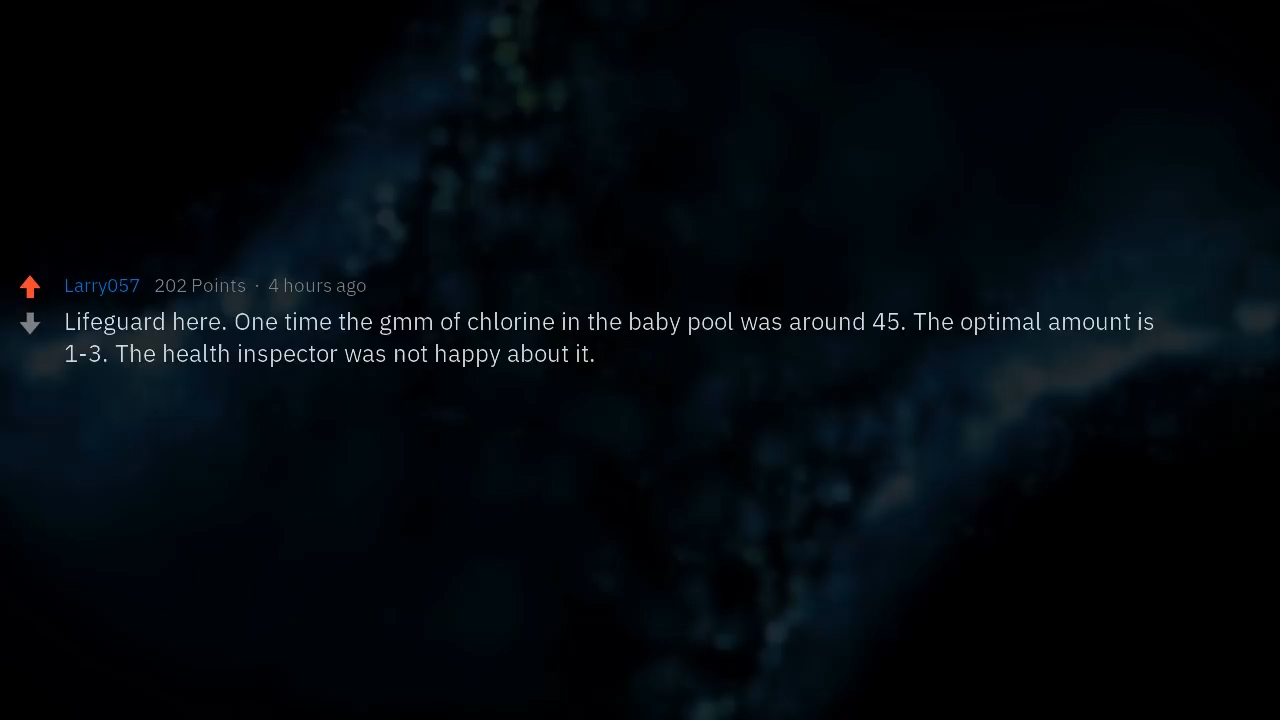 Larry057 202 Points · 4 hours ago
Lifeguard here. One time the gmm of chlorine in the baby pool was around 45. The optimal amount is
1-3. The health inspector was not happy about it.